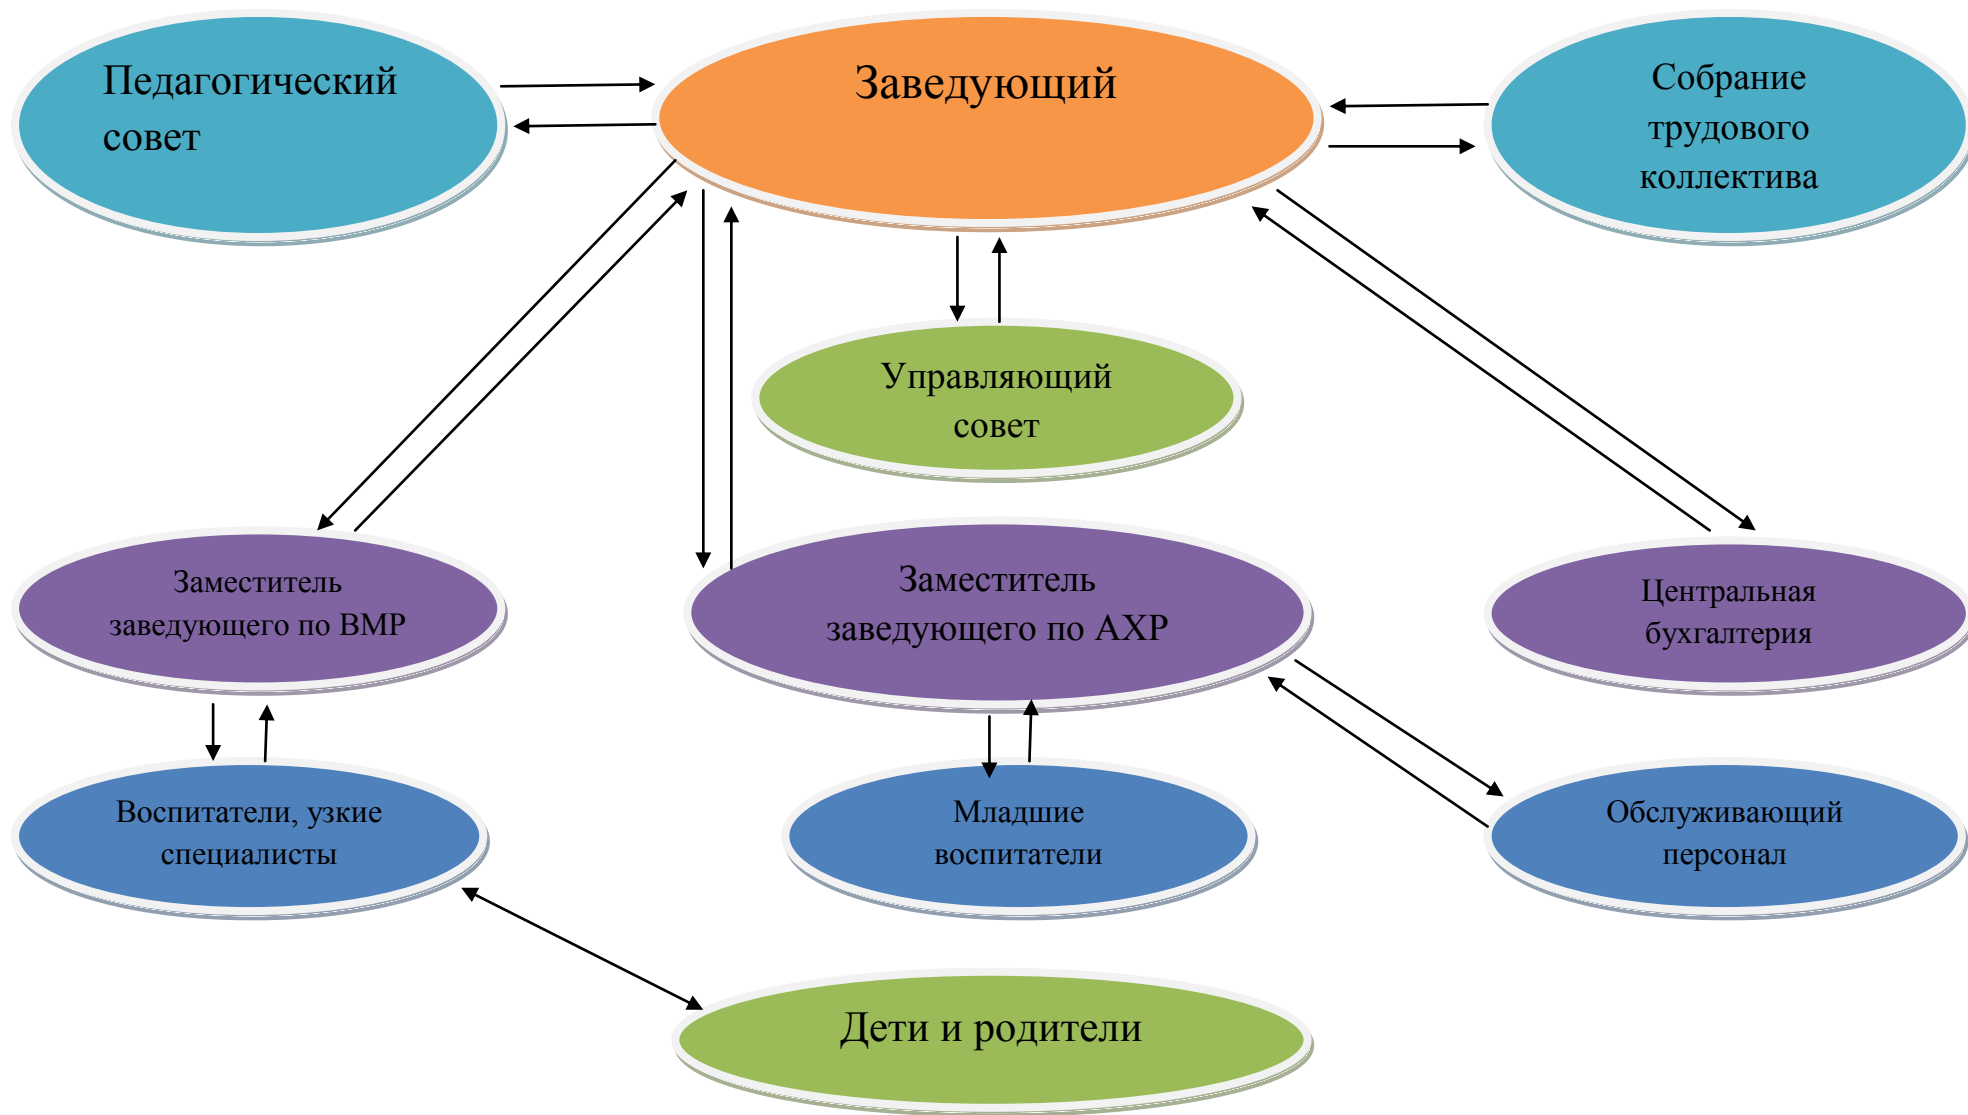 Педагогический
совет
Заведующий
Собрание
трудового
коллектива
Управляющий
совет
Заместитель
заведующего по ВМР
Заместитель
заведующего по АХР
Центральная
бухгалтерия
Воспитатели, узкие
специалисты
Младшие
воспитатели
Обслуживающий
персонал
Дети и родители